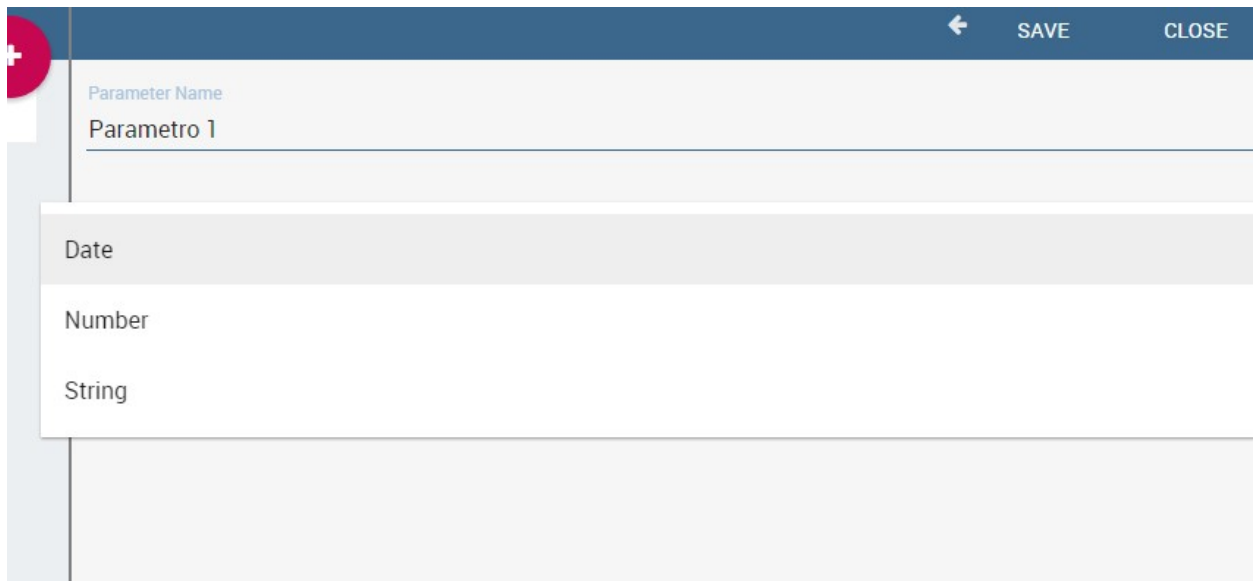 SAVE CLOSE
Parameter Name
Parametro 1
Date
Number
String